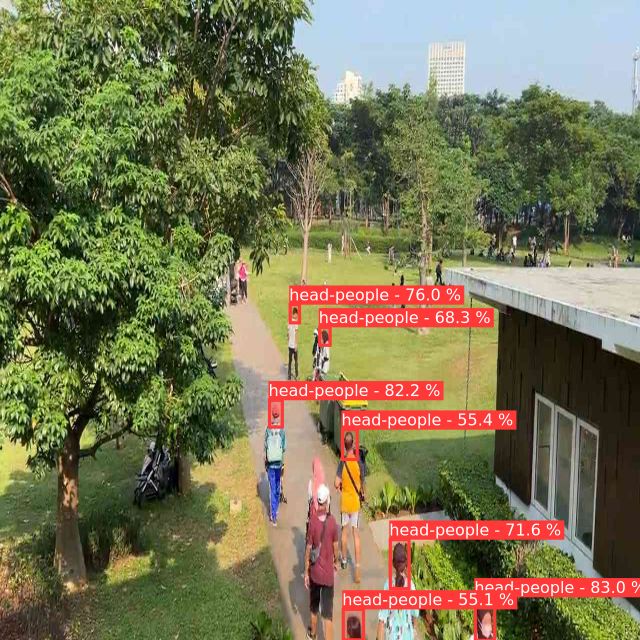 head-people - 76.0 %
head-people - 68.3 %
head-people - 82.2 %
head-people - 55.4 %
head-people - 71.6 %
head-people - 83.0 %
head-people - 55.1 %